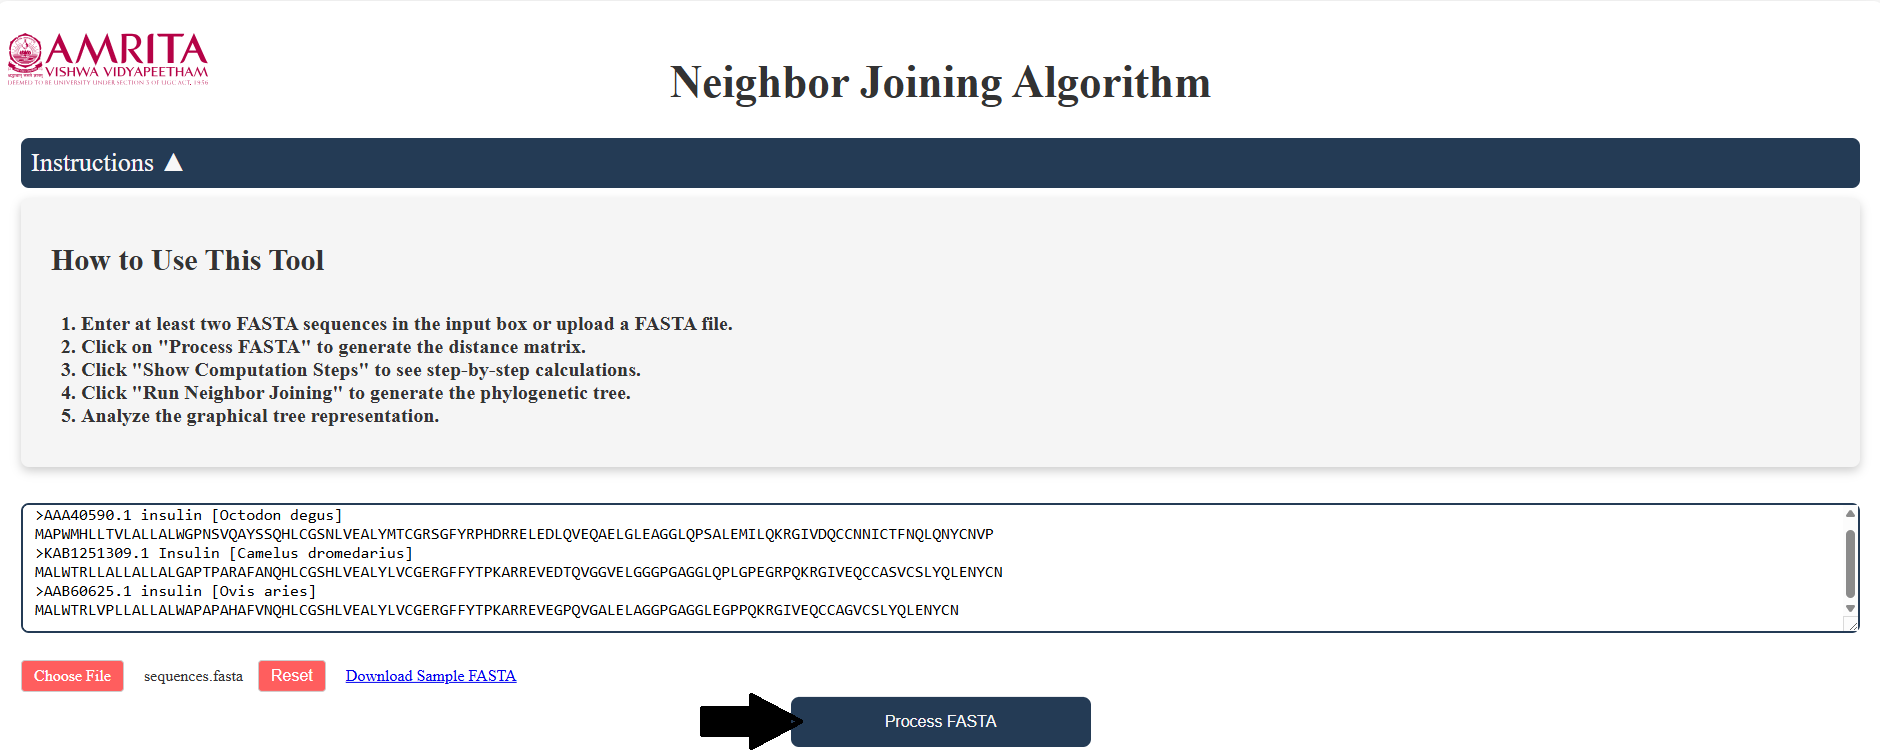 AMRITA
VISHWA VIDYAPEETHAM
DEEMED TO BE UNIVERSITY UNDER SECTION 3 OF UGC ACT, 1956
Neighbor Joining Algorithm
Instructions ▲
How to Use This Tool
1. Enter at least two FASTA sequences in the input box or upload a FASTA file.
2. Click on "Process FASTA" to generate the distance matrix.
3. Click "Show Computation Steps" to see step-by-step calculations.
4. Click "Run Neighbor Joining" to generate the phylogenetic tree.
5. Analyze the graphical tree representation.
>AAA40590.1 insulin [Octodon degus]
MAPWMHLLTVLALLALWGPNSVQAYSSQHLCGSNLVEALYMTCGRSGFYRPHDRRELEDLQVEQAELGLEAGGLQPSALEMILQKRGIVDQCCNNICTFNQLQNYCNVP
>KAB1251309.1 Insulin [Camelus dromedarius]
MALWTRLLALLALLALGAPTPARAFANQHLCGSHLVEALYLVCGERGFFYTPKARREVEDTQVGGVELGGGPGAGGLQPLGPEGRPQKRGIVEQCCASVCSLYQLENYCN
>AAB60625.1 insulin [Ovis aries]
MALWTRLVPLLALLALWAPAPAHAFVNQHLCGSHLVEALYLVCGERGFFYTPKARREVEGPQVGALELAGGPGAGGLEGPPQKRGIVEQCCAGVCSLYQLENYCN
Choose File sequences.fasta Reset Download Sample FASTA
Process FASTA